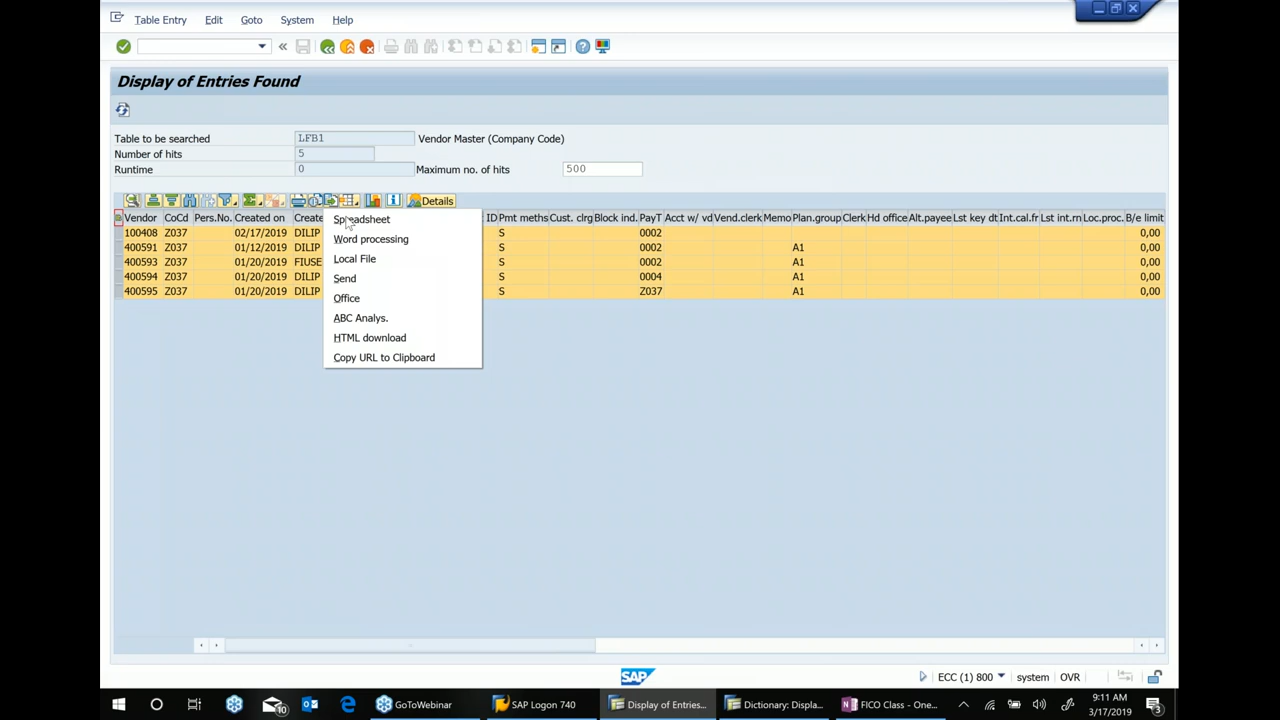 Table Entry Edit Goto System Help
Display of Entries Found
Table to be searched LFB1 Vendor Master (Company Code)
Number of hits 5
Runtime 0 Maximum no. of hits 500
Details
Vendor CoCd Pers.No. Created on Create ID Pmt meths Cust. clrg Block ind. PayT Acct w/ vd Vend.clerk Memo Plan.group Clerk Hd office Alt.payee Lst key dt Int.cal.fr Lst int.rn Loc.proc. B/e limit
100408 Z037 02/17/2019 DILIP S 0002 0,00
400591 Z037 01/12/2019 DILIP S 0002 A1 0,00
400593 Z037 01/20/2019 FIUSE S 0002 A1 0,00
400594 Z037 01/20/2019 DILIP S 0004 A1 0,00
400595 Z037 01/20/2019 DILIP S Z037 A1 0,00
Spreadsheet
Word processing
Local File
Send
Office
ABC Analys.
HTML download
Copy URL to Clipboard
SAP
ECC (1) 800 system OVR
10 GoToWebinar SAP Logon 740 Display of Entries... Dictionary: Displa... FICO Class - One... 9:11 AM
3/17/2019 3